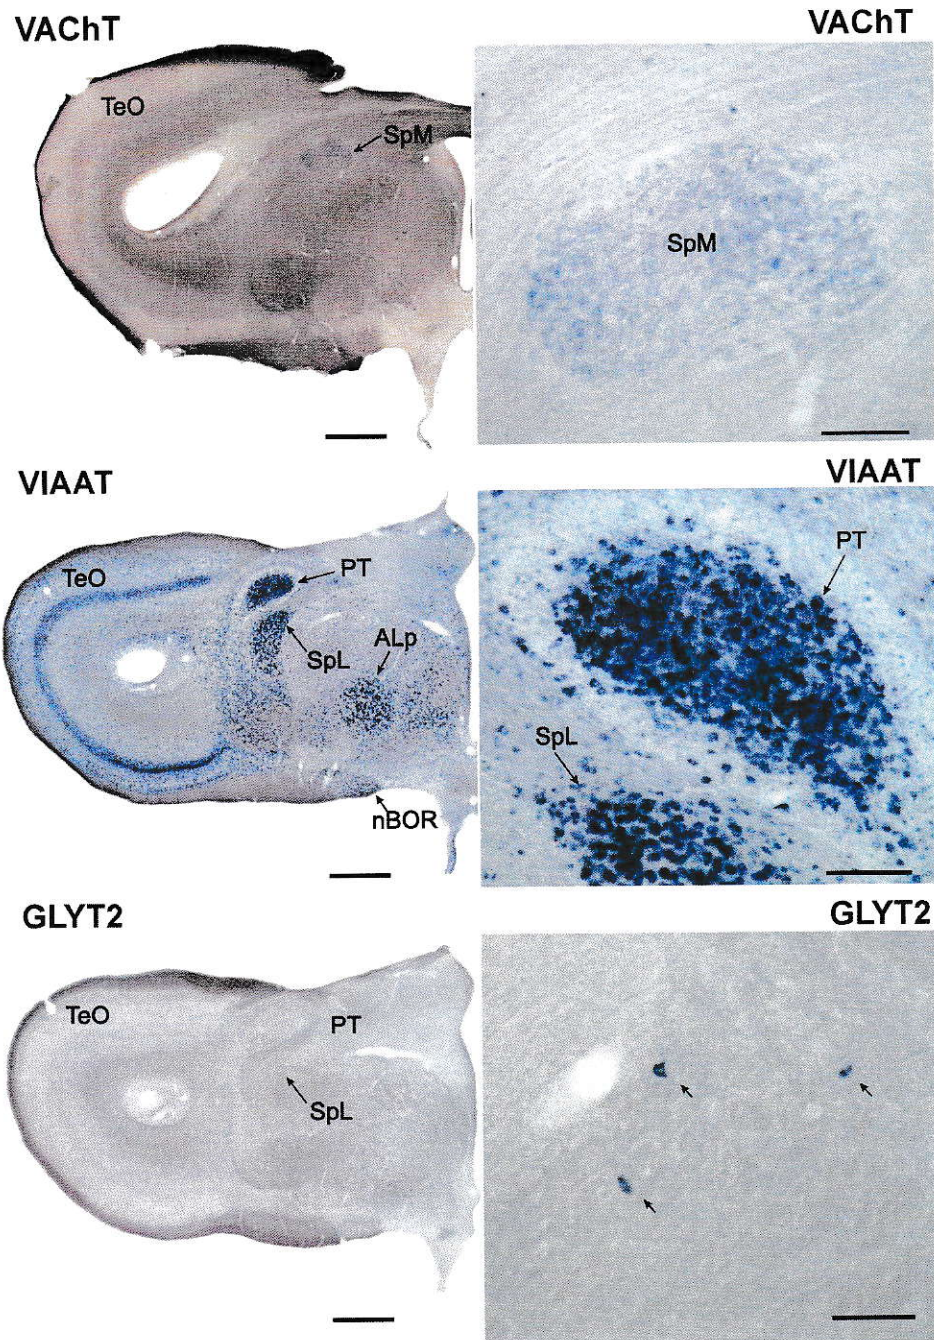 VAChT
VAChT
TeO
SpM
SpM
VIAAT
VIAAT
TeO
PT
SpL
ALp
nBOR
PT
SpL
GLYT2
GLYT2
TeO
PT
SpL